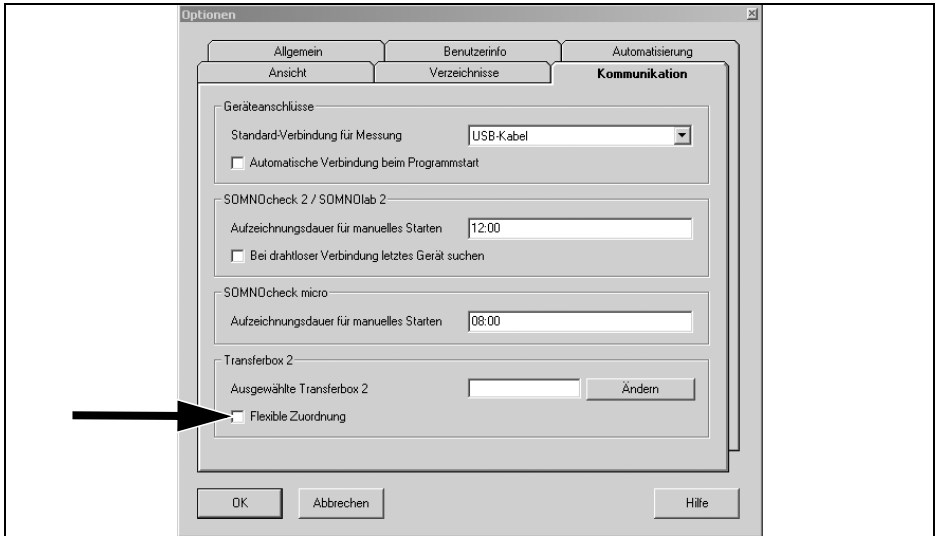 Optionen
Allgemein Benutzerinfo Automatisierung
Ansicht Verzeichnisse Kommunikation
Geräteanschlüsse
Standard-Verbindung für Messung USB-Kabel
Automatische Verbindung beim Programmstart
SOMNOcheck 2 / SOMNOlab 2
Aufzeichnungsdauer für manuelles Starten 12:00
Bei drahtloser Verbindung letztes Gerät suchen
SOMNOcheck micro
Aufzeichnungsdauer für manuelles Starten 08:00
Transferbox 2
Ausgewählte Transferbox 2 Ändern
Flexible Zuordnung
OK Abbrechen Hilfe